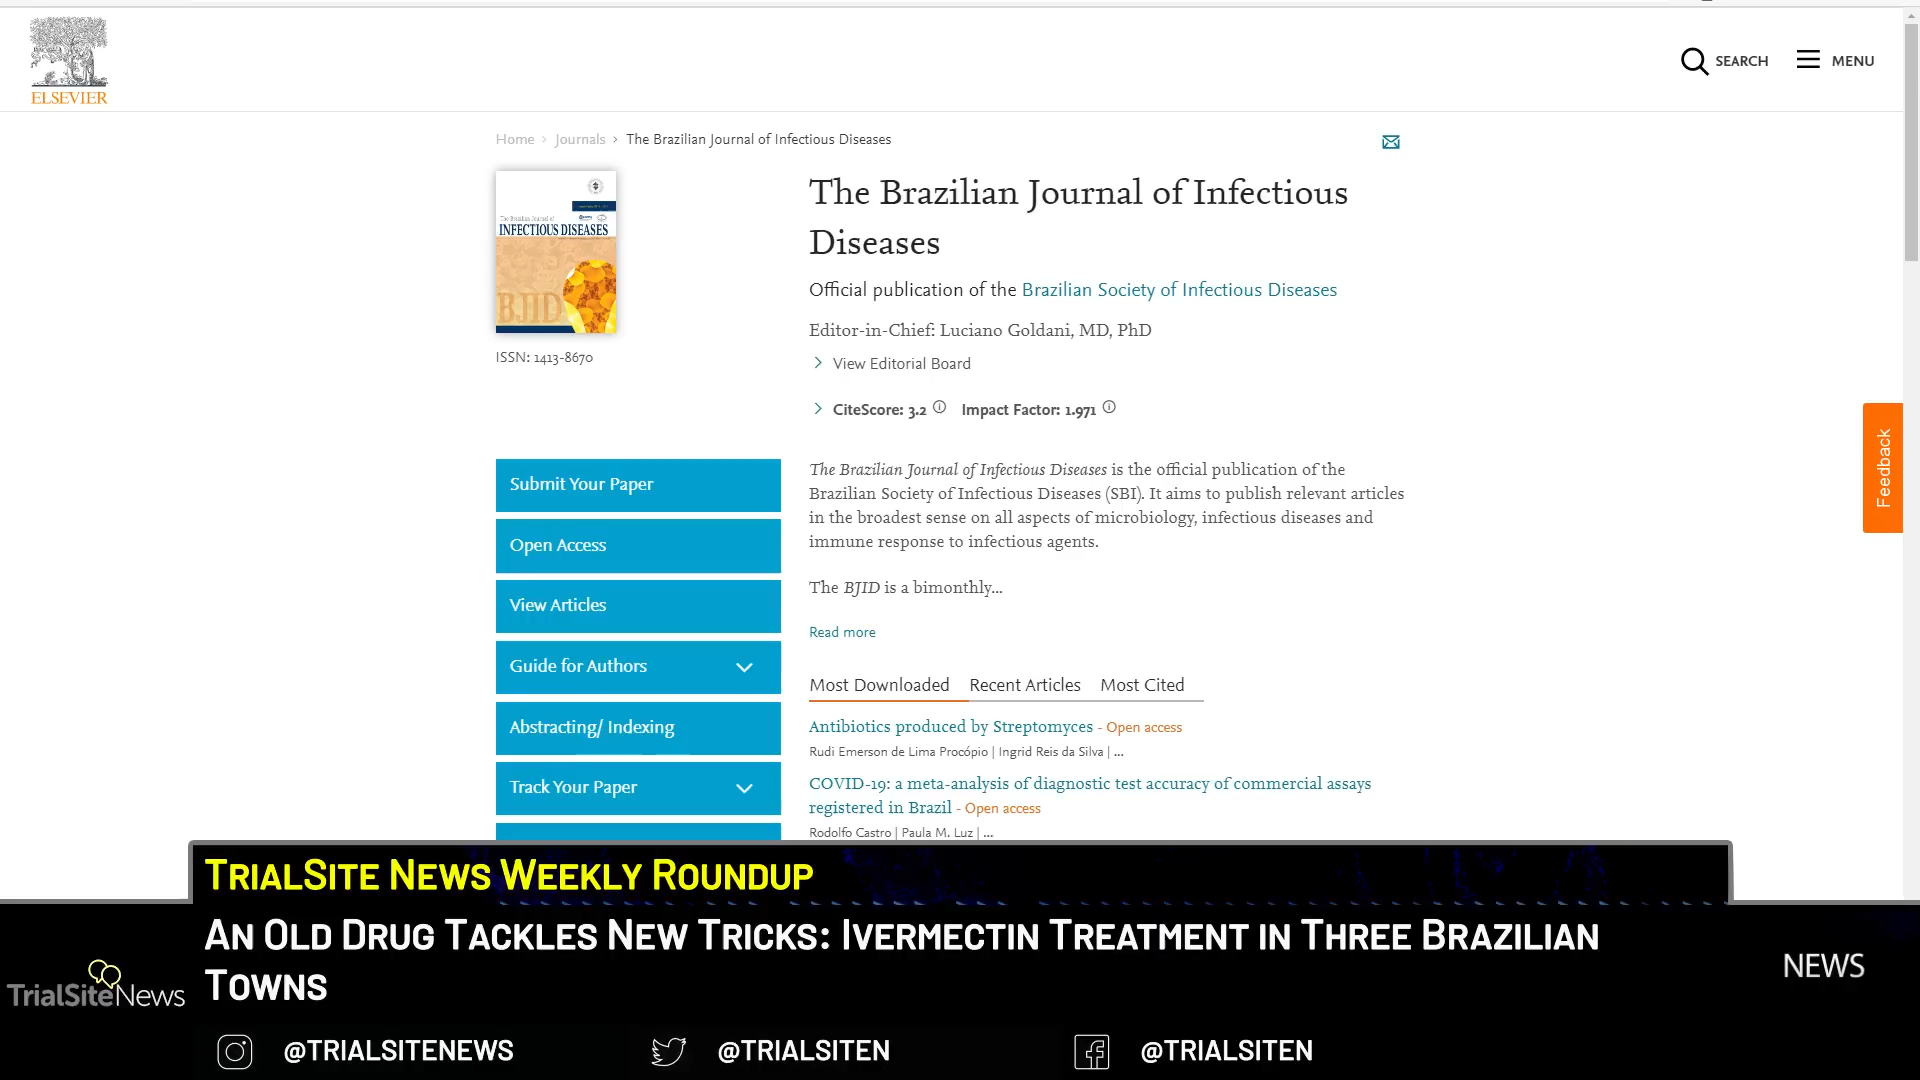 ELSEVIER
SEARCH
MENU
Home > Journals > The Brazilian Journal of Infectious Diseases
The Brazilian Journal of
INFECTIOUS DISEASES
BJID
ISSN: 1413-8670
The Brazilian Journal of Infectious
Diseases
Official publication of the Brazilian Society of Infectious Diseases
Editor-in-Chief: Luciano Goldani, MD, PhD
View Editorial Board
CiteScore: 3.2 Impact Factor: 1.971
Submit Your Paper
Open Access
View Articles
Guide for Authors
Abstracting/ Indexing
Track Your Paper
The Brazilian Journal of Infectious Diseases is the official publication of the
Brazilian Society of Infectious Diseases (SBI). It aims to publish relevant articles
in the broadest sense on all aspects of microbiology, infectious diseases and
immune response to infectious agents.
The BJID is a bimonthly...
Read more
Most Downloaded Recent Articles Most Cited
Antibiotics produced by Streptomyces - Open access
Rudi Emerson de Lima Procópio | Ingrid Reis da Silva | ...
COVID-19: a meta-analysis of diagnostic test accuracy of commercial assays
registered in Brazil - Open access
Rodolfo Castro | Paula M. Luz | ...
Feedback
TrialSite News Weekly Roundup
An Old Drug Tackles New Tricks: Ivermectin Treatment in Three Brazilian
Towns
TrialSiteNews
NEWS
@TRIALSITENEWS
@TRIALSITEN
@TRIALSITEN